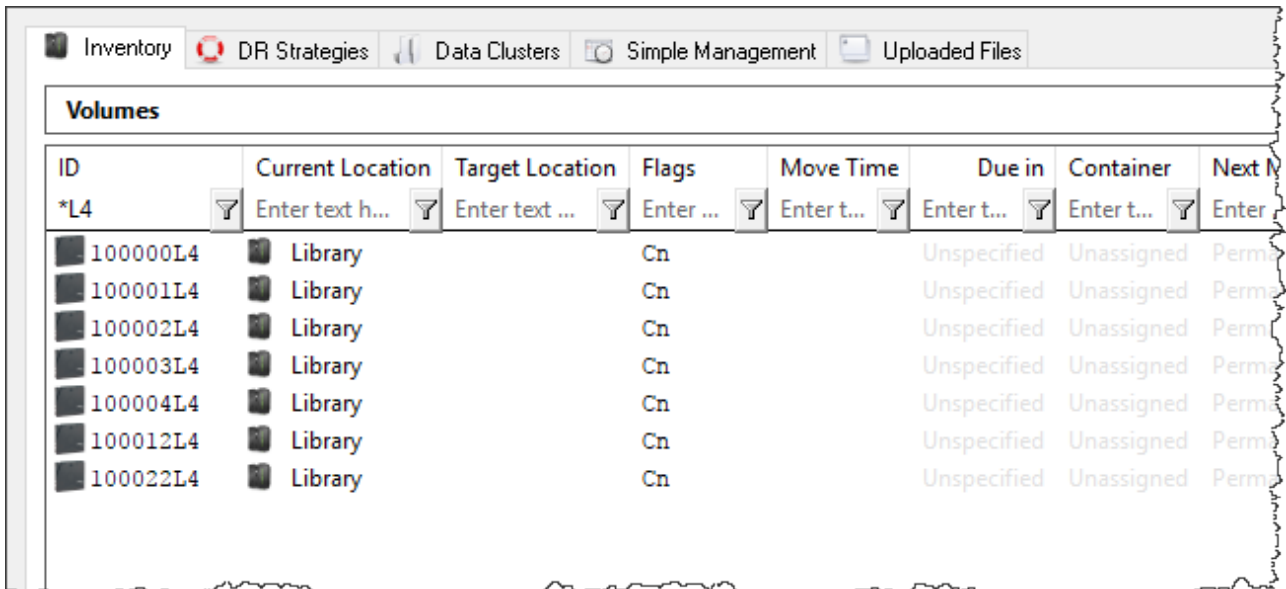 Inventory DR Strategies Data Clusters Simple Management Uploaded Files
Volumes
ID Current Location Target Location Flags Move Time Due in Container Next
*L4 Enter text h... Enter text ... Enter ... Enter t... Enter t... Enter t... Enter
100000L4 Library Cn Unspecified Unassigned
100001L4 Library Cn Unspecified Unassigned
100002L4 Library Cn Unspecified Unassigned
100003L4 Library Cn Unspecified Unassigned
100004L4 Library Cn Unspecified Unassigned
100012L4 Library Cn Unspecified Unassigned
100022L4 Library Cn Unspecified Unassigned